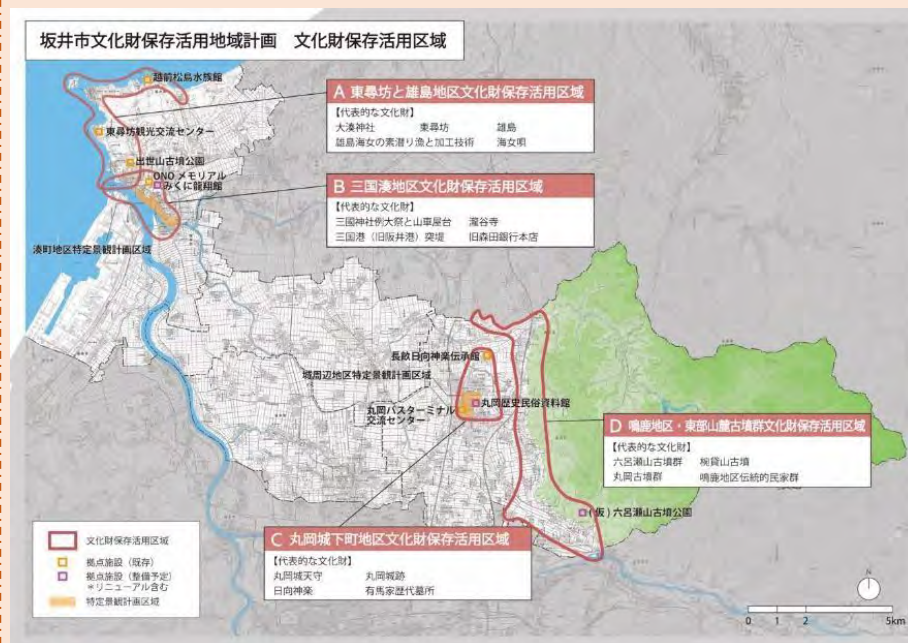 坂井市文化財保存活用地域計画　文化財保存活用区域
越前松島水族館
東尋坊観光交流センター
出世山古墳公園
ONO メモリアル
みくに龍翔館
湊町地区特定景観計画区域
A 東尋坊と雄島地区文化財保存活用区域
【代表的な文化財】
大湊神社　東尋坊　雄島
雄島海女の素潜り漁と加工技術　海女唄
B 三国湊地区文化財保存活用区域
【代表的な文化財】
三國神社例大祭と山車屋台　瀧谷寺
三国港（旧阪井港）突堤　旧森田銀行本店
長畝日向神楽伝承館
城周辺地区特定景観計画区域
丸岡歴史民俗資料館
丸岡バスターミナル
交流センター
D 鳴鹿地区・東部山麓古墳群文化財保存活用区域
【代表的な文化財】
六呂瀬山古墳群　椀貸山古墳
丸岡古墳群　鳴鹿地区伝統的民家群
(仮)六呂瀬山古墳公園
C 丸岡城下町地区文化財保存活用区域
【代表的な文化財】
丸岡城天守　丸岡城跡
日向神楽　有馬家歴代墓所
文化財保存活用区域
拠点施設（既存）
拠点施設（整備予定）
＊リニューアル含む
特定景観計画区域
N
0 1 2 5km